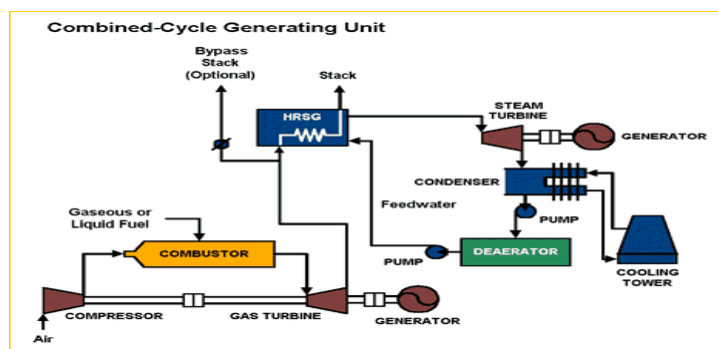 Combined-Cycle Generating Unit
Bypass
Stack
(Optional)
Stack
HRSG
STEAM
TURBINE
GENERATOR
CONDENSER
Feedwater
PUMP
Gaseous or
Liquid Fuel
COMBUSTOR
PUMP
DEAERATOR
COOLING
TOWER
COMPRESSOR
GAS TURBINE
GENERATOR
Air